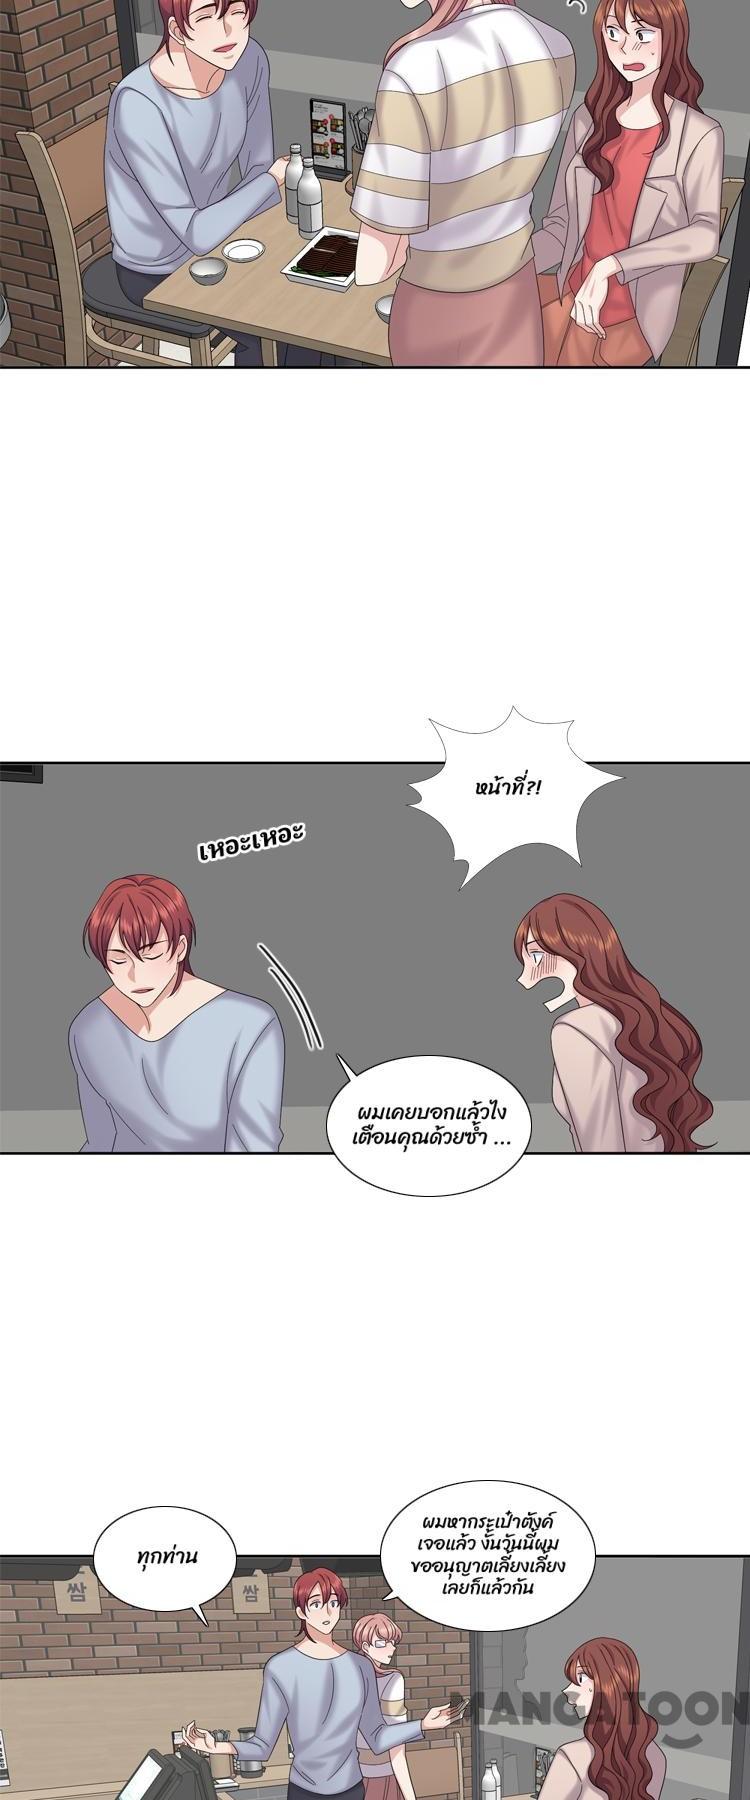 หน้าที่?!
เหอะเหอะ
ผมเคยบอกแล้วไง
เตือนคุณด้วยซ้ำ ...
ทุกท่าน
ผมหากระเป๋าตังค์
เจอแล้ว งั้นวันนี้ผม
ขออนุญาตเลี้ยงเลี้ยง
เลยก็แล้วกัน
쌈
쌈
MANGATOON